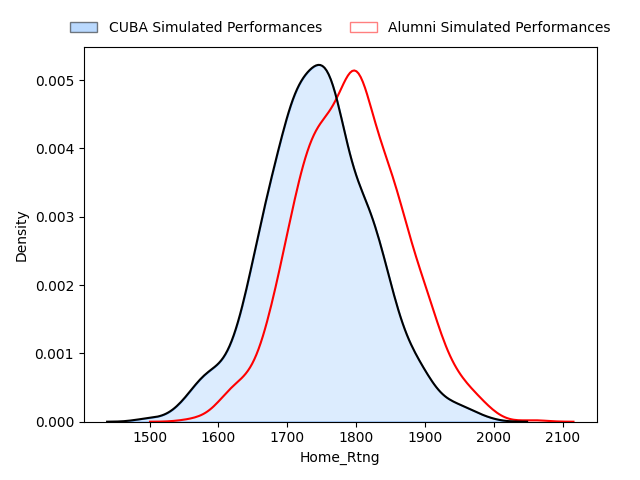 CUBA Simulated Performances Alumni Simulated Performances
Density
0.005
0.004
0.003
0.002
0.001
0.000
1500 1600 1700 1800 1900 2000 2100
Home_Rtng